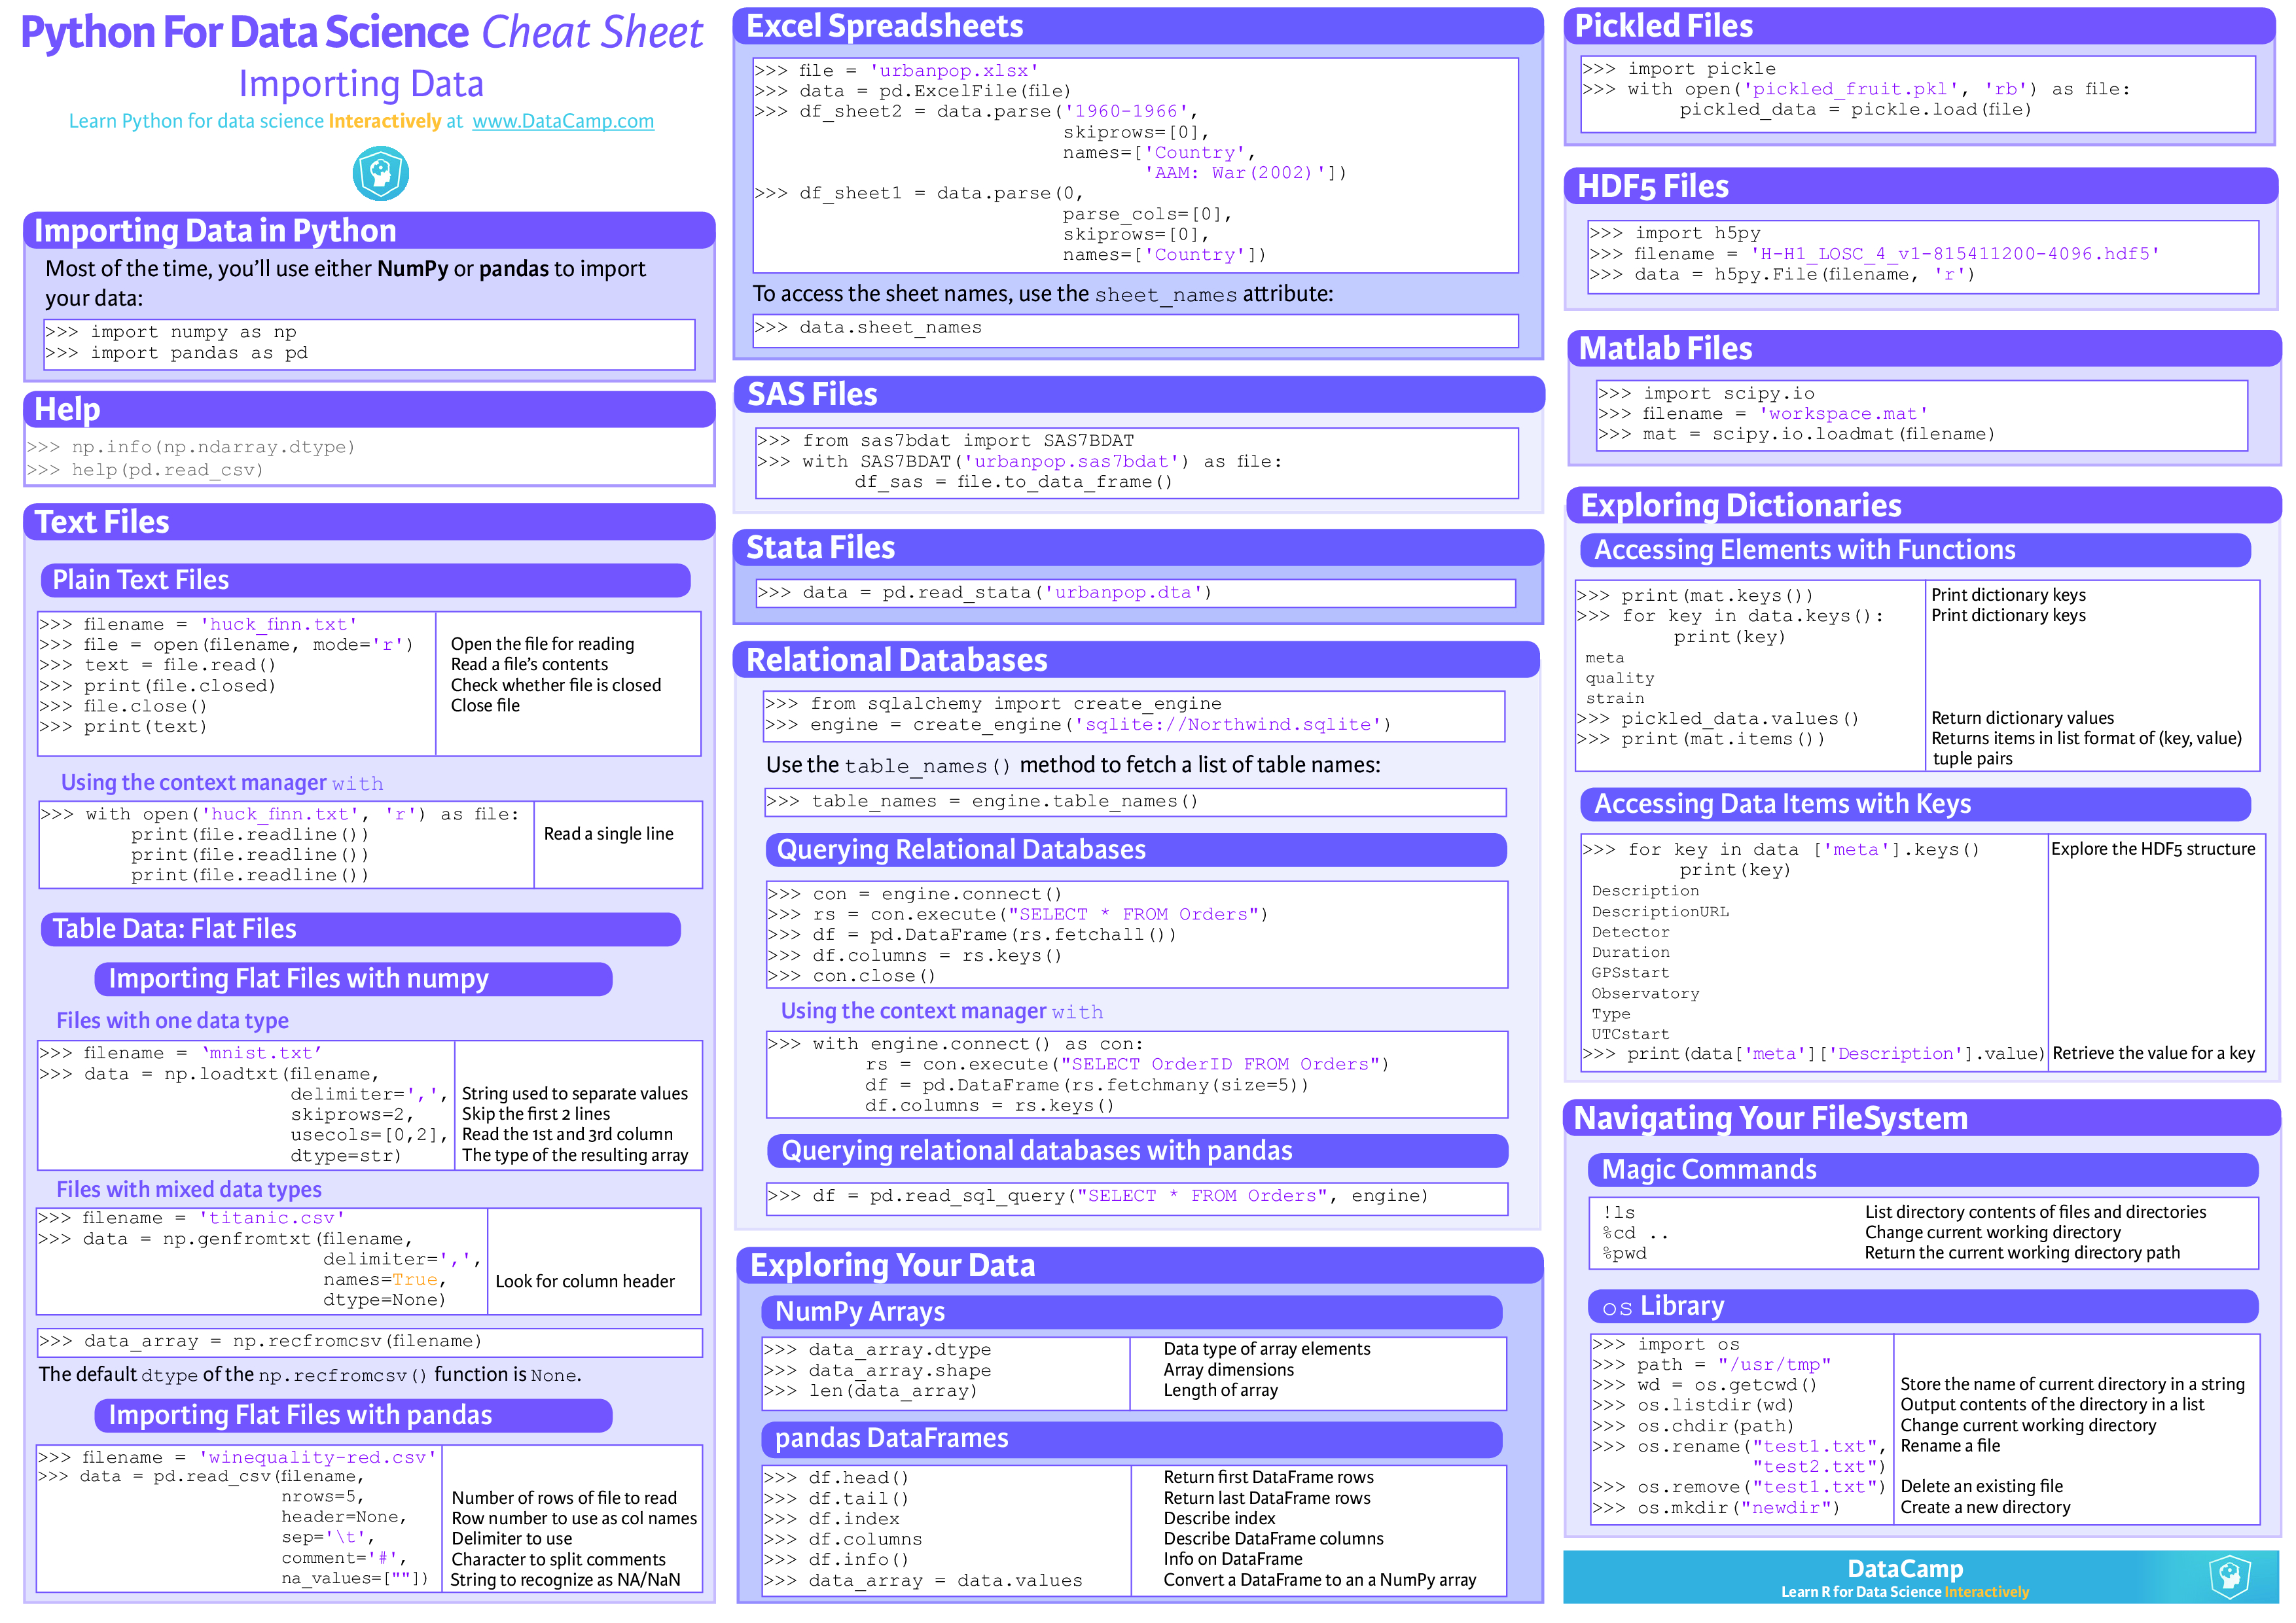 Python For Data Science Cheat Sheet
Importing Data
Learn Python for data science Interactively at www.DataCamp.com
Importing Data in Python
Most of the time, you’ll use either NumPy or pandas to import
your data:
>>> import numpy as np
>>> import pandas as pd
Help
>>> np.info(np.ndarray.dtype)
>>> help(pd.read_csv)
Text Files
Plain Text Files
>>> filename = 'huck_finn.txt'
>>> file = open(filename, mode='r') Open the file for reading
>>> text = file.read() Read a file’s contents
>>> print(file.closed) Check whether file is closed
>>> file.close() Close file
>>> print(text)
Using the context manager with
>>> with open('huck_finn.txt', 'r') as file:
print(file.readline()) Read a single line
print(file.readline())
print(file.readline())
Table Data: Flat Files
Importing Flat Files with numpy
Files with one data type
>>> filename = ‘mnist.txt’
>>> data = np.loadtxt(filename,
delimiter=',', String used to separate values
skiprows=2, Skip the first 2 lines
usecols=[0,2], Read the 1st and 3rd column
dtype=str) The type of the resulting array
Files with mixed data types
>>> filename = 'titanic.csv'
>>> data = np.genfromtxt(filename,
delimiter=',',
names=True, Look for column header
dtype=None)
>>> data_array = np.recfromcsv(filename)
The default dtype of the np.recfromcsv() function is None.
Importing Flat Files with pandas
>>> filename = 'winequality-red.csv'
>>> data = pd.read_csv(filename,
nrows=5, Number of rows of file to read
header=None, Row number to use as col names
sep='\t', Delimiter to use
comment='#', Character to split comments
na_values=[""]) String to recognize as NA/NaN
Excel Spreadsheets
>>> file = 'urbanpop.xlsx'
>>> data = pd.ExcelFile(file)
>>> df_sheet2 = data.parse('1960-1966',
skiprows=[0],
names=['Country',
'AAM: War(2002)'])
>>> df_sheet1 = data.parse(0,
parse_cols=[0],
skiprows=[0],
names=['Country'])
To access the sheet names, use the sheet_names attribute:
>>> data.sheet_names
SAS Files
>>> from sas7bdat import SAS7BDAT
>>> with SAS7BDAT('urbanpop.sas7bdat') as file:
df_sas = file.to_data_frame()
Stata Files
>>> data = pd.read_stata('urbanpop.dta')
Relational Databases
>>> from sqlalchemy import create_engine
>>> engine = create_engine('sqlite://Northwind.sqlite')
Use the table_names() method to fetch a list of table names:
>>> table_names = engine.table_names()
Querying Relational Databases
>>> con = engine.connect()
>>> rs = con.execute("SELECT * FROM Orders")
>>> df = pd.DataFrame(rs.fetchall())
>>> df.columns = rs.keys()
>>> con.close()
Using the context manager with
>>> with engine.connect() as con:
rs = con.execute("SELECT OrderID FROM Orders")
df = pd.DataFrame(rs.fetchmany(size=5))
df.columns = rs.keys()
Querying relational databases with pandas
>>> df = pd.read_sql_query("SELECT * FROM Orders", engine)
Exploring Your Data
NumPy Arrays
>>> data_array.dtype Data type of array elements
>>> data_array.shape Array dimensions
>>> len(data_array) Length of array
pandas DataFrames
>>> df.head() Return first DataFrame rows
>>> df.tail() Return last DataFrame rows
>>> df.index Describe index
>>> df.columns Describe DataFrame columns
>>> df.info() Info on DataFrame
>>> data_array = data.values Convert a DataFrame to an a NumPy array
Pickled Files
>>> import pickle
>>> with open('pickled_fruit.pkl', 'rb') as file:
pickled_data = pickle.load(file)
HDF5 Files
>>> import h5py
>>> filename = 'H-H1_LOSC_4_v1-815411200-4096.hdf5'
>>> data = h5py.File(filename, 'r')
Matlab Files
>>> import scipy.io
>>> filename = 'workspace.mat'
>>> mat = scipy.io.loadmat(filename)
Exploring Dictionaries
Accessing Elements with Functions
>>> print(mat.keys()) Print dictionary keys
>>> for key in data.keys(): Print dictionary keys
print(key)
meta
quality
strain
>>> pickled_data.values() Return dictionary values
>>> print(mat.items()) Returns items in list format of (key, value)
tuple pairs
Accessing Data Items with Keys
>>> for key in data ['meta'].keys() Explore the HDF5 structure
print(key)
Description
DescriptionURL
Detector
Duration
GPSstart
Observatory
Type
UTCstart
>>> print(data['meta']['Description'].value) Retrieve the value for a key
Navigating Your FileSystem
Magic Commands
!ls List directory contents of files and directories
%cd .. Change current working directory
%pwd Return the current working directory path
os Library
>>> import os
>>> path = "/usr/tmp"
>>> wd = os.getcwd() Store the name of current directory in a string
>>> os.listdir(wd) Output contents of the directory in a list
>>> os.chdir(path) Change current working directory
>>> os.rename("test1.txt", Rename a file
"test2.txt")
>>> os.remove("test1.txt") Delete an existing file
>>> os.mkdir("newdir") Create a new directory
DataCamp
Learn R for Data Science Interactively